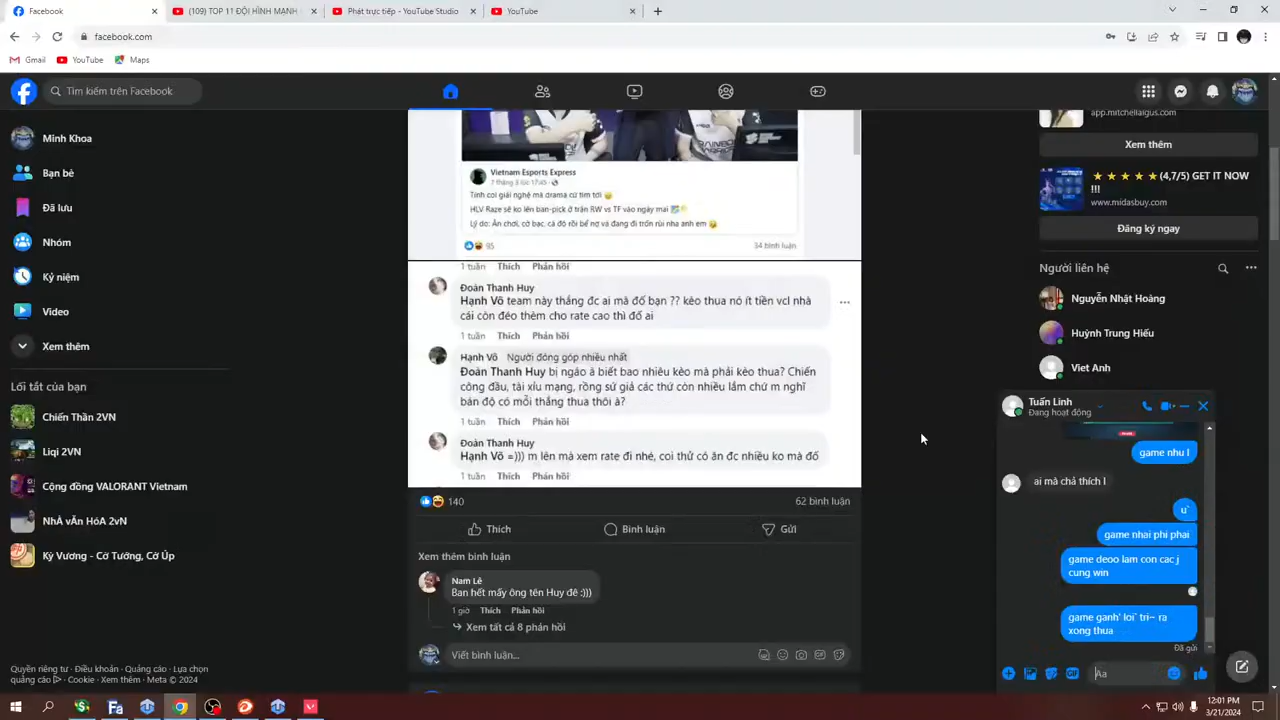 Facebook
(109) TOP 11 ĐỘI HÌNH MẠNH
Phát trực tiếp - YouTube Studio
YouTube
facebook.com
Gmail
YouTube
Maps
Tìm kiếm trên Facebook
Minh Khoa
Bạn bè
Đã lưu
Nhóm
Kỷ niệm
Video
Xem thêm
Lối tắt của bạn
Chiến Thần 2VN
Liqi 2VN
Cộng đồng VALORANT Vietnam
NhÀ vĂn HóA 2vN
Kỳ Vương - Cờ Tướng, Cờ Úp
Quyền riêng tư · Điều khoản · Quảng cáo · Lựa chọn
quảng cáo · Cookie · Xem thêm · Meta © 2024
Vietnam Esports Express
7 tháng 3 lúc 17:45
Tính coi giải nghệ mà drama cứ tìm tới
HLV Raze sẽ ko lên ban-pick ở trận RW vs TF vào ngày mai
Lý do: Ăn chơi, cờ bạc, cá độ rồi bể nợ và đang đi trốn rùi nha anh em
95
34 bình luận
1 tuần Thích Phản hồi
Đoàn Thanh Huy
Hạnh Võ team này thắng đc ai mà đố bạn ?? kèo thua nó ít tiền vcl nhà
cái còn đéo thêm cho rate cao thì đố ai
1 tuần Thích Phản hồi
Hạnh Võ Người đóng góp nhiều nhất
Đoàn Thanh Huy bị ngáo à biết bao nhiêu kèo mà phải kèo thua? Chiến
công đầu, tài xỉu mạng, rồng sứ giả các thứ còn nhiều lắm chứ m nghĩ
bán độ có mỗi thắng thua thôi à?
1 tuần Thích Phản hồi
Đoàn Thanh Huy
Hạnh Võ =))) m lên mà xem rate đi nhé, coi thử có ăn đc nhiều ko mà đố
1 tuần Thích Phản hồi
140
62 bình luận
Thích
Bình luận
Gửi
Xem thêm bình luận
Nam Lê
Ban hết mấy ông tên Huy đê :)))
1 giờ Thích Phản hồi
Xem tất cả 8 phản hồi
Viết bình luận...
app.mitchellaigus.com
Xem thêm
(4,7/5) GET IT NOW
!!!
www.midasbuy.com
Đăng ký ngay
Người liên hệ
Nguyễn Nhật Hoàng
Huỳnh Trung Hiếu
Viet Anh
Tuấn Linh
Đang hoạt động
game nhu l
ai mà chả thích l
u`
game nhai phi phai
game deoo lam con cac j
cung win
game ganh` loi` tri~ ra
xong thua
Đã gửi
Aa
12:01 PM
3/21/2024